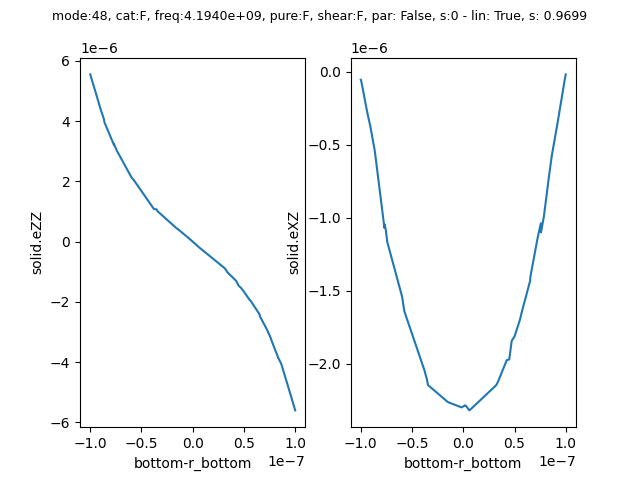 mode:48, cat:F, freq:4.1940e+09, pure:F, shear:F, par: False, s:0 - lin: True, s: 0.9699
1e−6
6
4
2
0
−2
−4
−6
solid.eZZ
−1.0
−0.5
0.0
0.5
1.0
bottom-r_bottom
1e−7
1e−6
0.0
−0.5
−1.0
−1.5
−2.0
solid.eXZ
−1.0
−0.5
0.0
0.5
1.0
bottom-r_bottom
1e−7